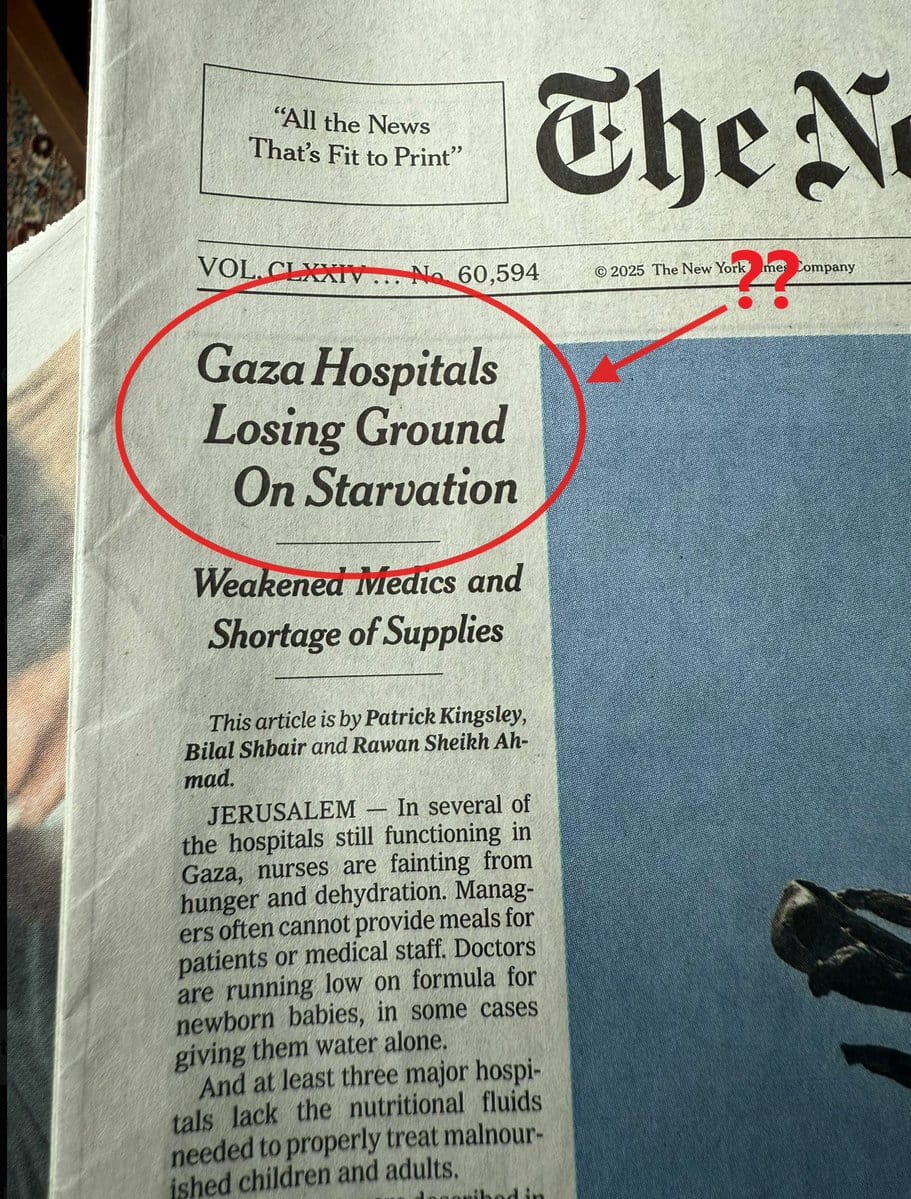 "All the News
That's Fit to Print"
The N
VOL. CLXXIV ... No. 60,594
© 2025 The New York Times Company
??
Gaza Hospitals
Losing Ground
On Starvation
Weakened Medics and
Shortage of Supplies
This article is by Patrick Kingsley,
Bilal Shbair and Rawan Sheikh Ah-
mad.
JERUSALEM — In several of
the hospitals still functioning in
Gaza, nurses are fainting from
hunger and dehydration. Manag-
ers often cannot provide meals for
patients or medical staff. Doctors
are running low on formula for
newborn babies, in some cases
giving them water alone.
And at least three major hospi-
tals lack the nutritional fluids
needed to properly treat malnour-
ished children and adults.